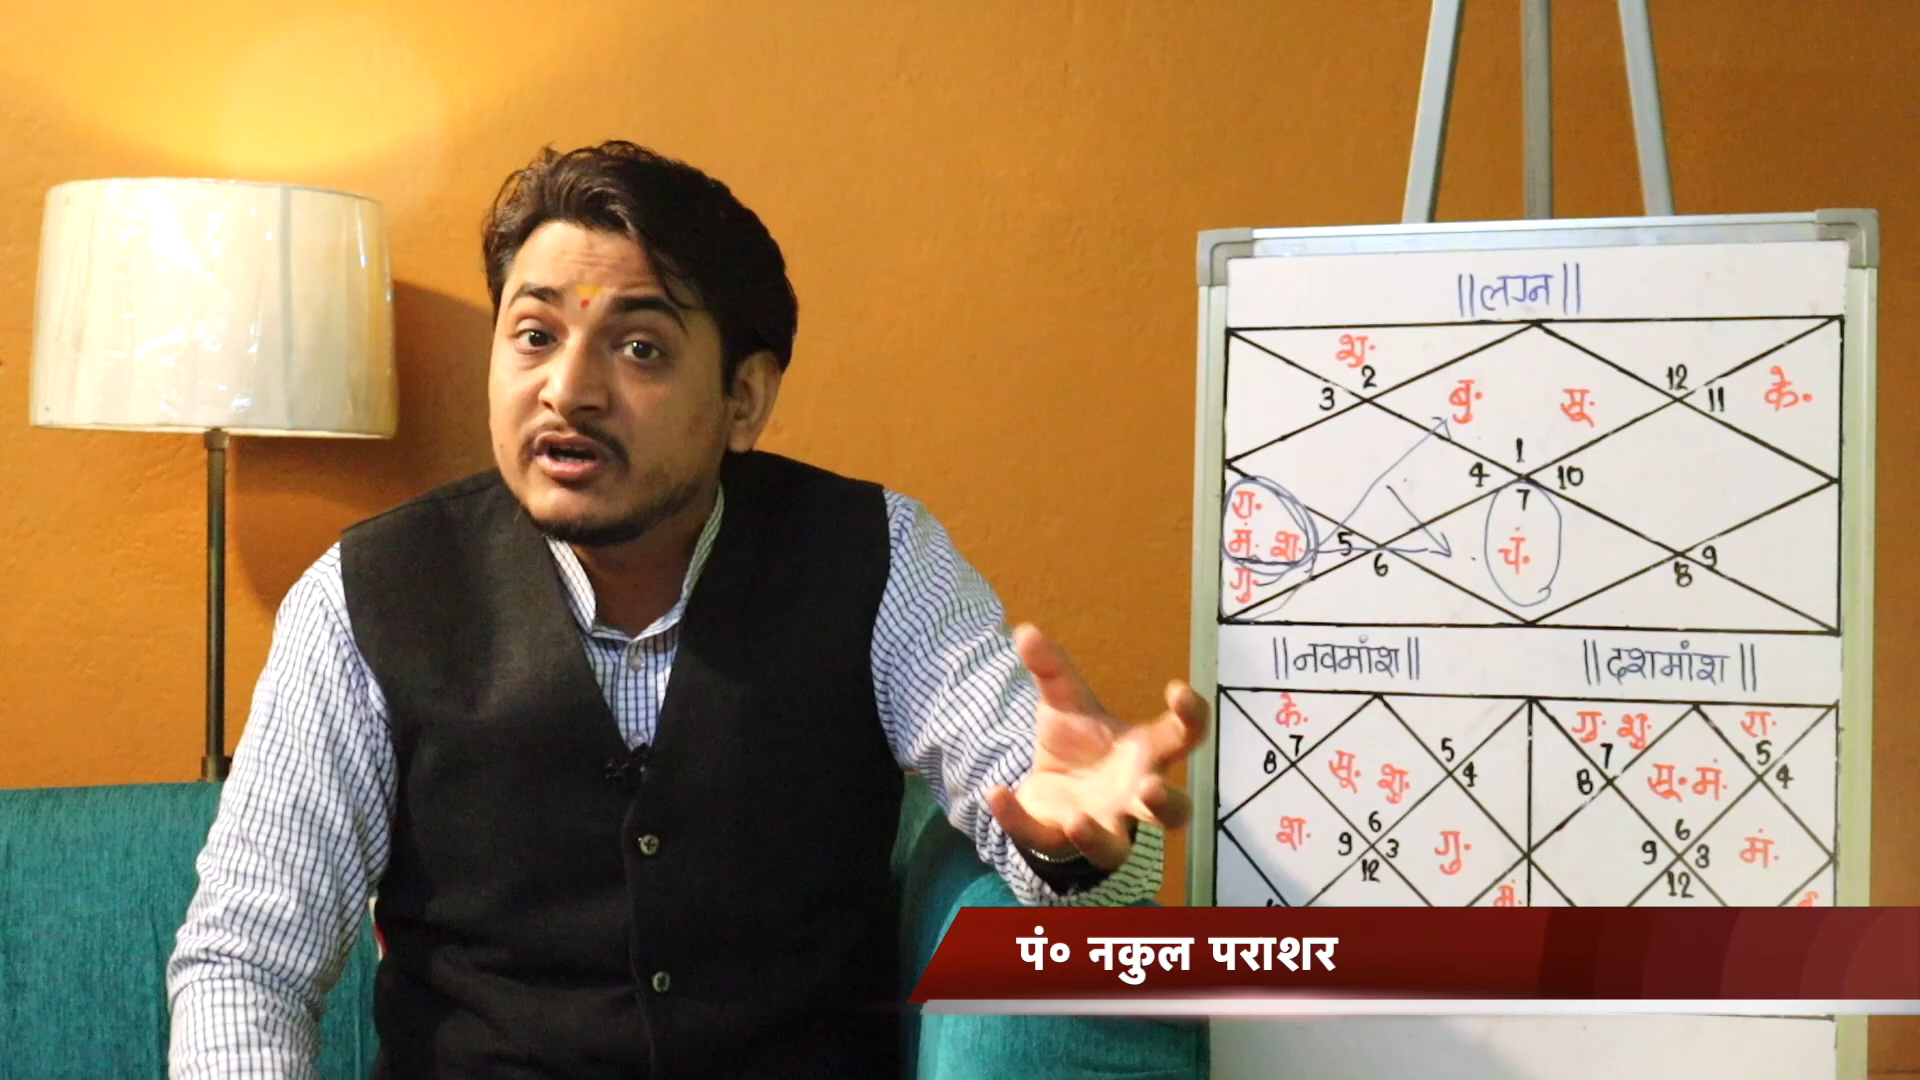 ||लग्न||
शु.
2
12
3
बु.
सू.
11
के.
1
4
10
रा.
7
मं. श.
5
चं.
9
गु.
6
8
||नवमांश||
||दशमांश||
के.
7
5
8
सू. शु.
4
श.
6
9
3
गु.
12
मं.
गु. शु.
रा.
7
5
8
सू. मं.
4
6
9
3
मं.
12
पं० नकुल पराशर